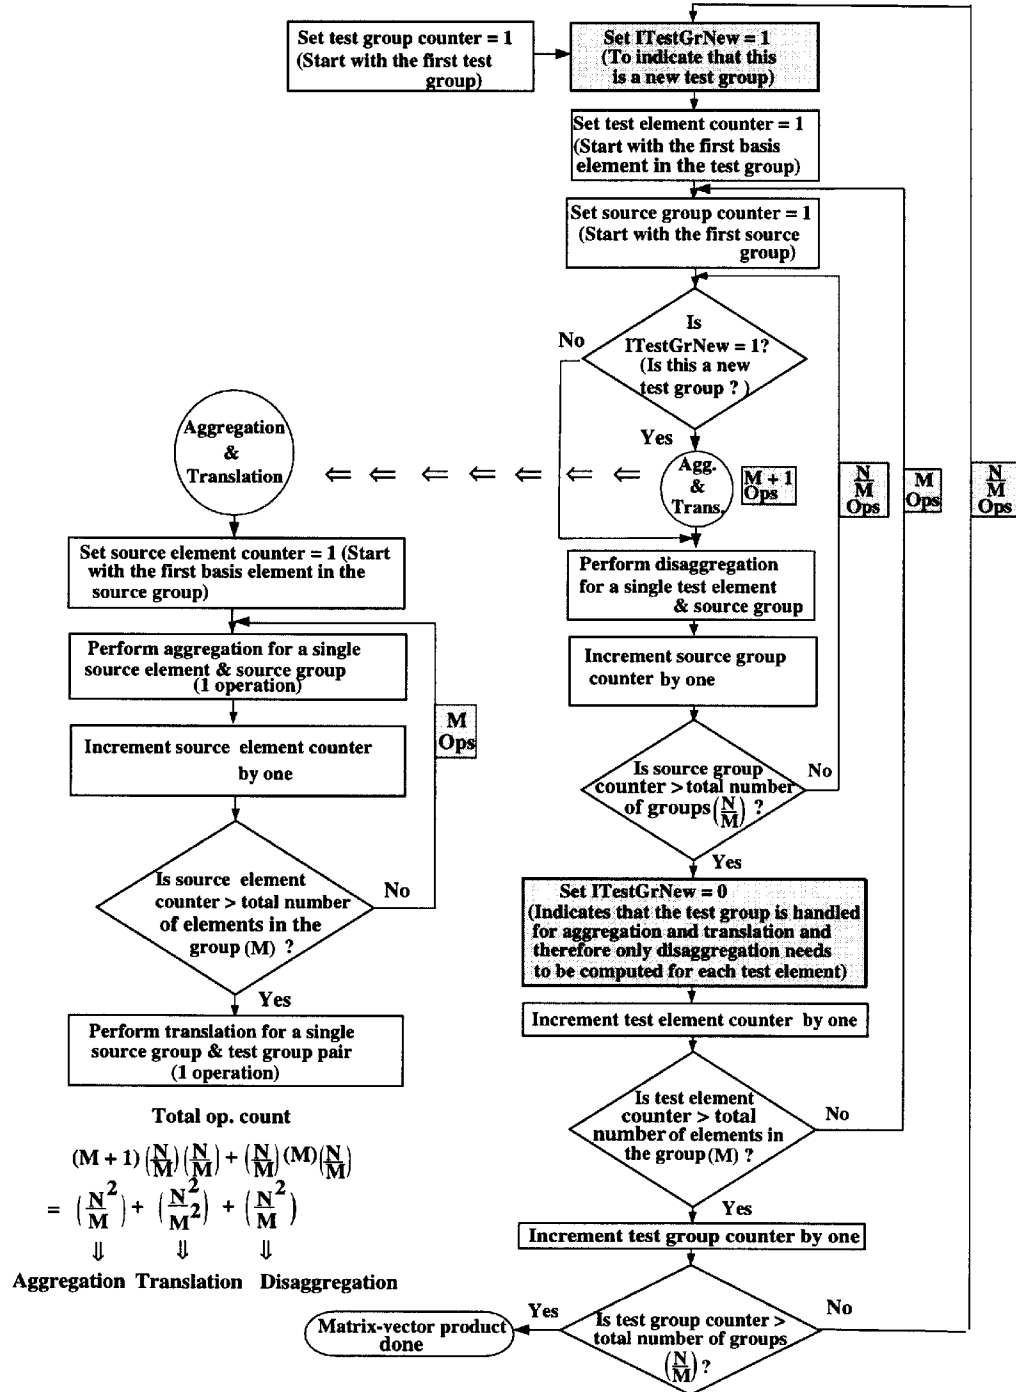 Set test group counter = 1
(Start with the first test
group)
Set ITestGrNew = 1
(To indicate that this
is a new test group)
Set test element counter = 1
(Start with the first basis
element in the test group)
Set source group counter = 1
(Start with the first source
group)
Is
ITestGrNew = 1?
(Is this a new
test group ? )
No
Yes
Agg.
&
Trans.
M + 1
Ops
N
M
Ops
M
Ops
N
M
Ops
Perform disaggregation
for a single test element
& source group
Increment source group
counter by one
Is source group
counter > total number
of groups (N/M) ?
No
Yes
Set ITestGrNew = 0
(Indicates that the test group is handled
for aggregation and translation and
therefore only disaggregation needs
to be computed for each test element)
Increment test element counter by one
Is test element
counter > total
number of elements in
the group (M) ?
No
Yes
Increment test group counter by one
Is test group counter >
total number of groups
(N/M) ?
No
Yes
Matrix-vector product
done
Aggregation
&
Translation
⇐ ⇐ ⇐ ⇐ ⇐ ⇐ ⇐
Set source element counter = 1 (Start
with the first basis element in the
source group)
Perform aggregation for a single
source element & source group
(1 operation)
Increment source element counter
by one
M
Ops
Is source element
counter > total number
of elements in the
group (M) ?
No
Yes
Perform translation for a single
source group & test group pair
(1 operation)
Total op. count
(M + 1) (N/M) (N/M) + (N/M) (M) (N/M)
= (N²/M) + (N²/M²) + (N²/M)
⇓ ⇓ ⇓
Aggregation Translation Disaggregation